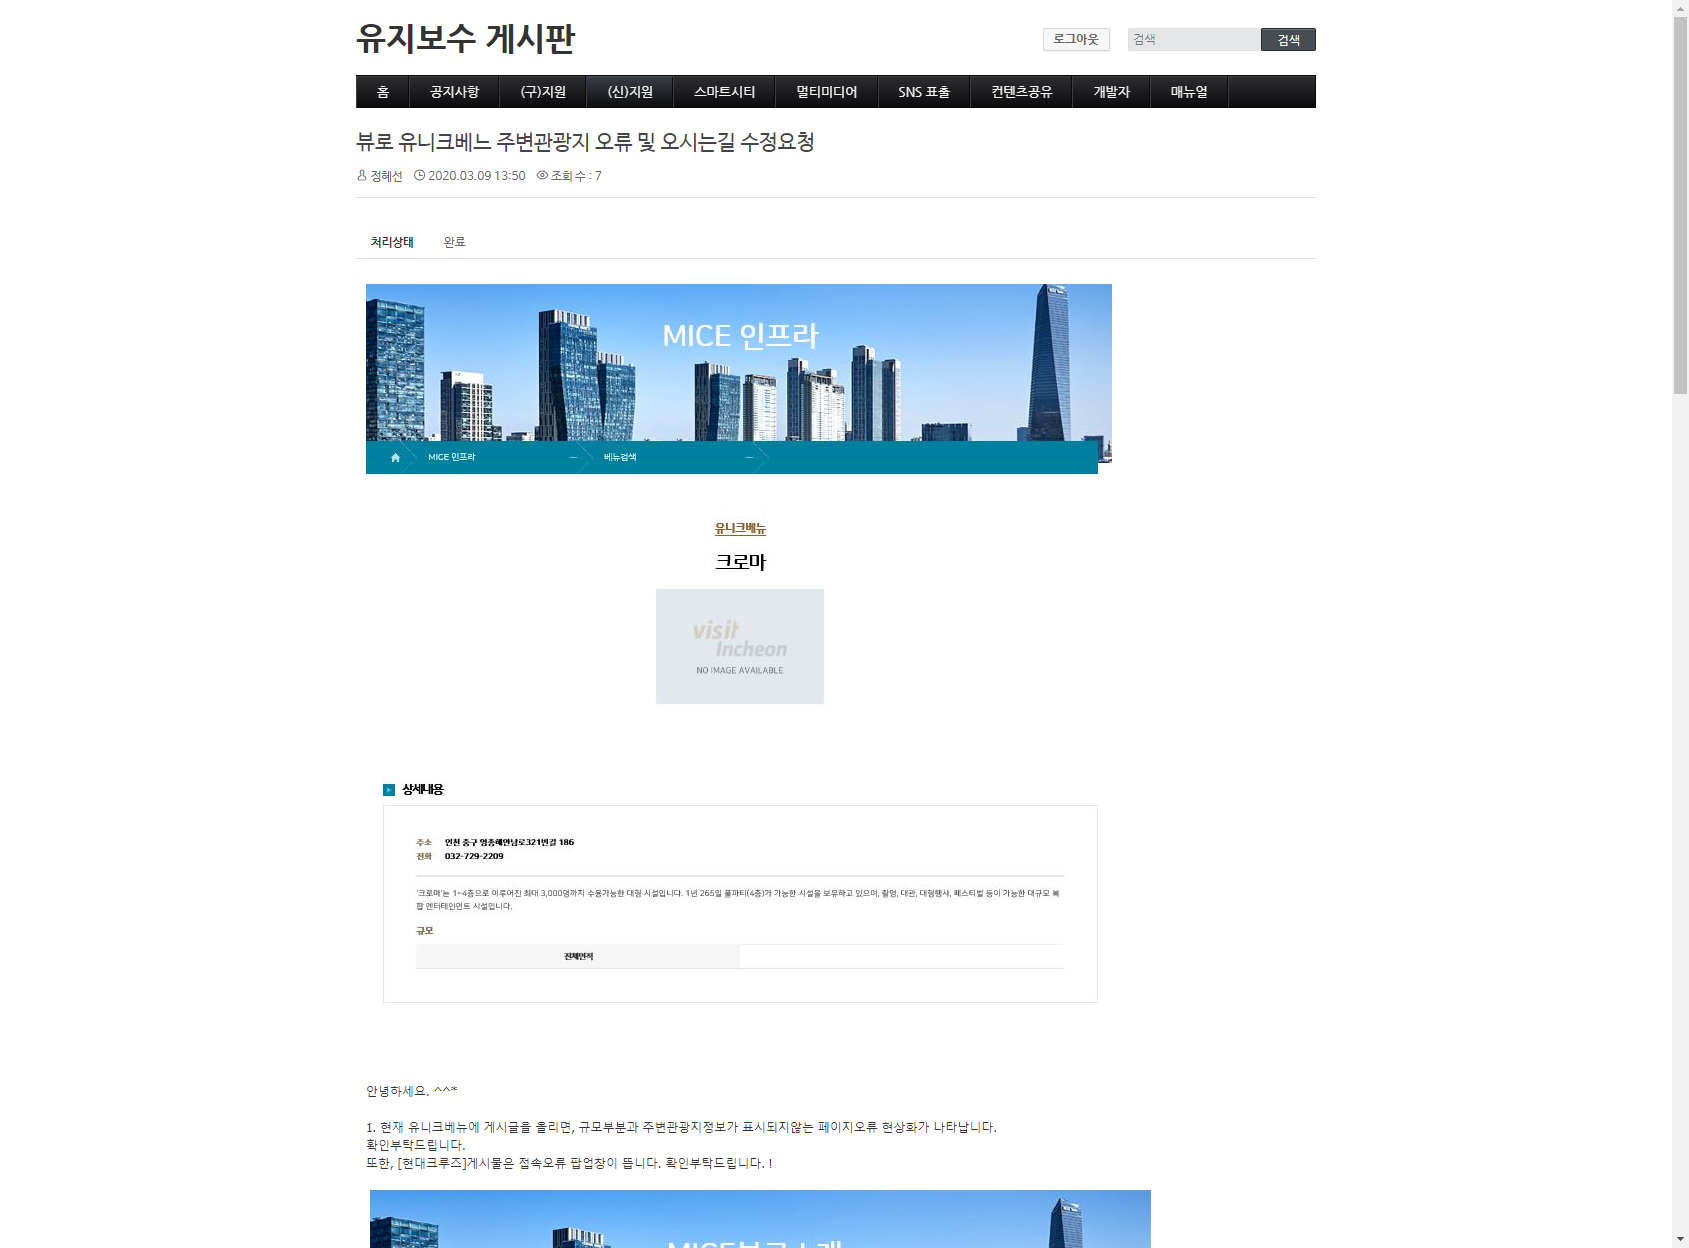 유지보수 게시판
로그아웃
검색
검색
홈 공지사항 (구)지원 (신)지원 스마트시티 멀티미디어 SNS 표출 컨텐츠공유 개발자 매뉴얼
뷰로 유니크베느 주변관광지 오류 및 오시는길 수정요청
정혜선 2020.03.09 13:50 조회 수 : 7
처리상태 완료
MICE 인프라
MICE 인프라 베뉴검색
유니크베뉴
크로마
visit
Incheon
NO IMAGE AVAILABLE
상세내용
주소 인천 중구 영종해안남로321번길 186
전화 032-729-2209
'크로마'는 1~4층으로 이루어진 최대 3,000명까지 수용가능한 대형 시설입니다. 1년 265일 풀파티(4층)가 가능한 시설을 보유하고 있으며, 촬영, 대관, 대형행사, 페스티벌 등이 가능한 대규모 복
합 엔터테인먼트 시설입니다.
규모
전체면적
안녕하세요. ^^*
1. 현재 유니크베뉴에 게시글을 올리면, 규모부분과 주변관광지정보가 표시되지않는 페이지오류 현상화가 나타납니다.
확인부탁드립니다.
또한, [현대크루즈]게시물은 접속오류 팝업창이 뜹니다. 확인부탁드립니다. !